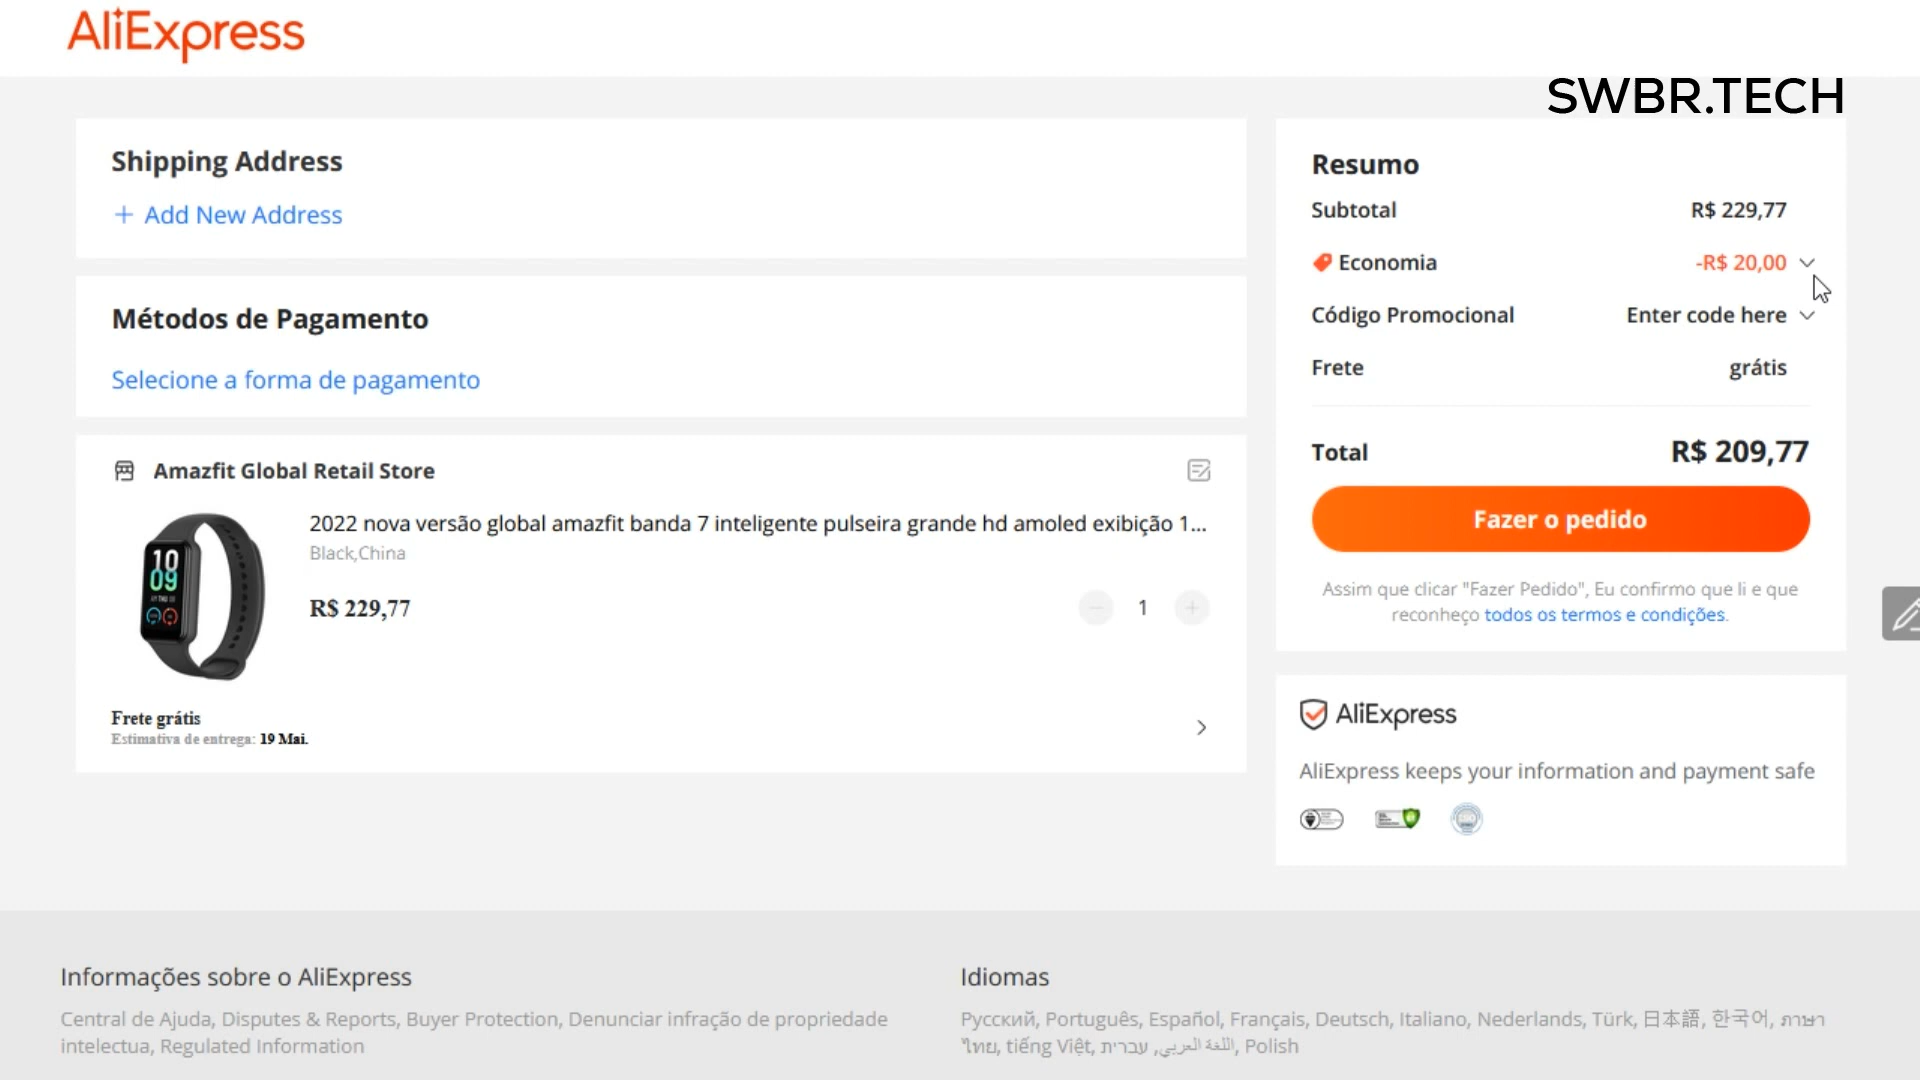 AliExpress
SWBR.TECH
Shipping Address
+ Add New Address
Métodos de Pagamento
Selecione a forma de pagamento
Amazfit Global Retail Store
2022 nova versão global amazfit banda 7 inteligente pulseira grande hd amoled exibição 1...
Black,China
R$ 229,77
1
10
09
Frete grátis
Estimativa de entrega: 19 Mai.
Resumo
Subtotal R$ 229,77
Economia -R$ 20,00
Código Promocional Enter code here
Frete grátis
Total R$ 209,77
Fazer o pedido
Assim que clicar "Fazer Pedido", Eu confirmo que li e que
reconheço todos os termos e condições.
AliExpress
AliExpress keeps your information and payment safe
Informações sobre o AliExpress
Central de Ajuda, Disputes & Reports, Buyer Protection, Denunciar infração de propriedade
intelectua, Regulated Information
Idiomas
Pусский, Português, Español, Français, Deutsch, Italiano, Nederlands, Türk, 日本語, 한국어, ภาษา
ไทย, tiếng Việt, اللغة العربي, עברית, Polish